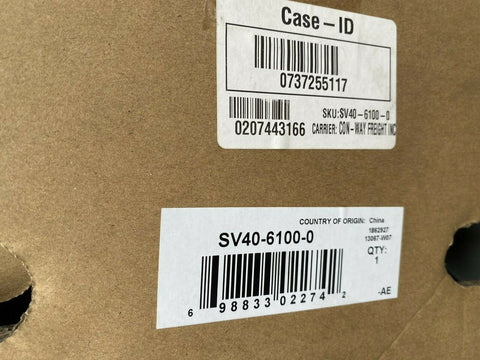 Case – ID
0737255117
SKU:SV40-6100-0
0207443166 CARRIER: CON-WAY FREIGHT INC
COUNTRY OF ORIGIN: China
1862927
SV40-6100-0 13067-W07
QTY:
1
6 98833 02274 2
-AE